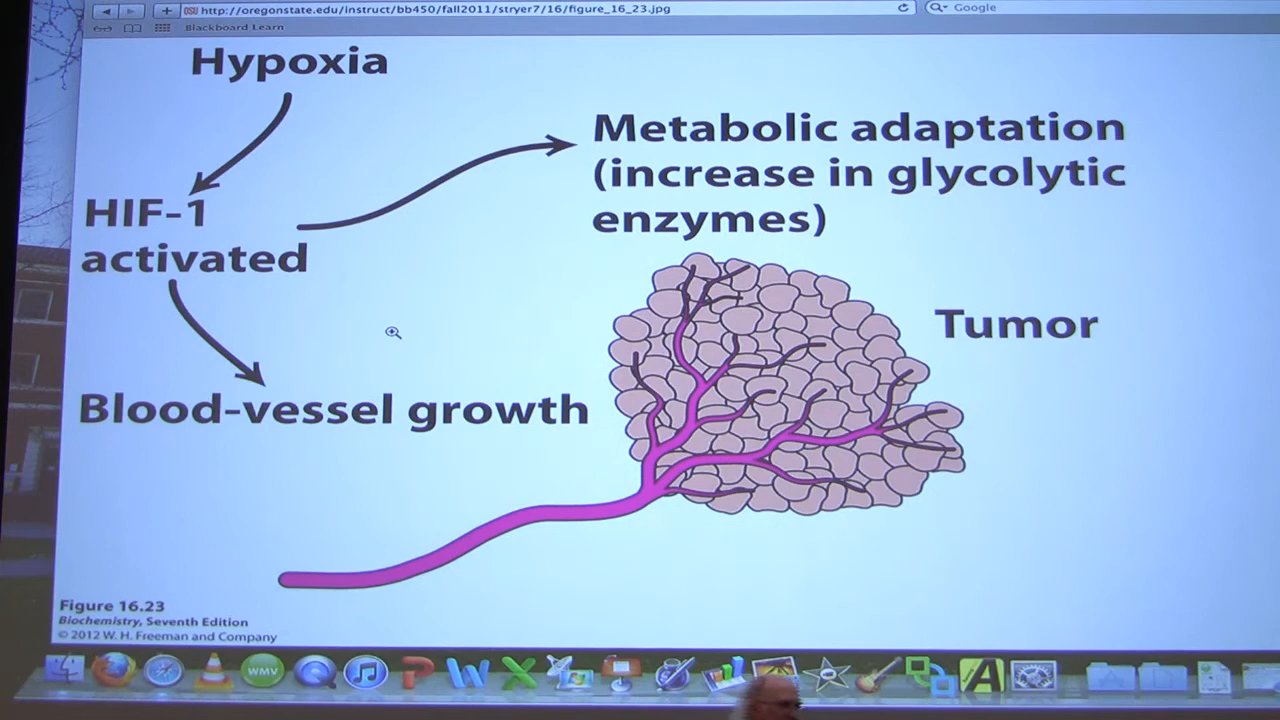 http://oregonstate.edu/instruct/bb450/fall2011/stryer7/16/figure_16_23.jpg
Google
Blackboard Learn
Hypoxia
Metabolic adaptation
(increase in glycolytic
enzymes)
HIF-1
activated
Tumor
Blood-vessel growth
Figure 16.23
Biochemistry, Seventh Edition
© 2012 W. H. Freeman and Company
WMV